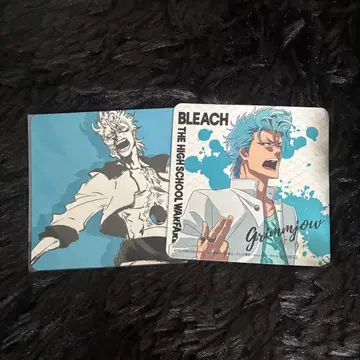 BLEACH
THE HIGH SCHOOL WARFARE
Grimmjow